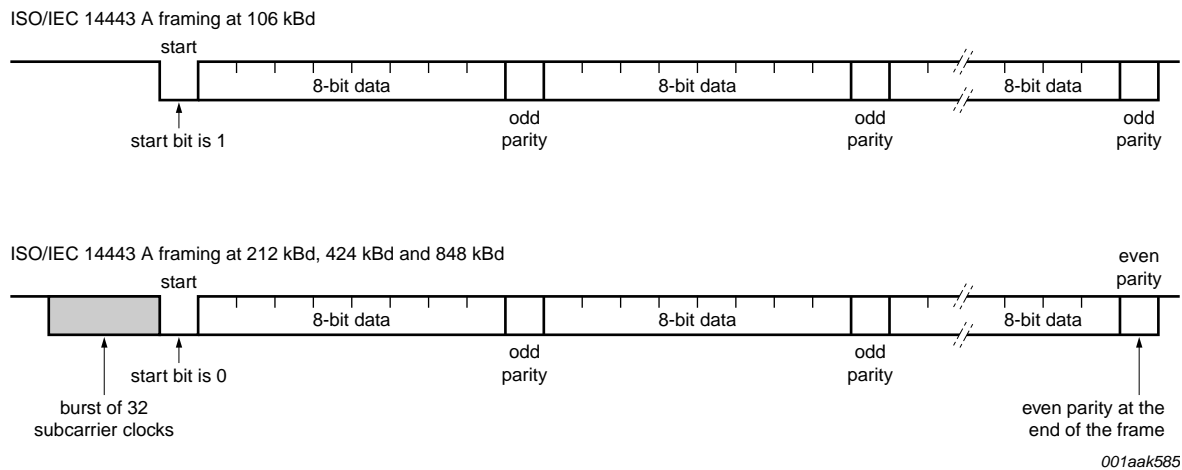 ISO/IEC 14443 A framing at 106 kBd
start
8-bit data
8-bit data
8-bit data
odd
parity
odd
parity
odd
parity
start bit is 1
ISO/IEC 14443 A framing at 212 kBd, 424 kBd and 848 kBd
even
parity
start
8-bit data
8-bit data
8-bit data
odd
parity
odd
parity
start bit is 0
burst of 32
subcarrier clocks
even parity at the
end of the frame
001aak585